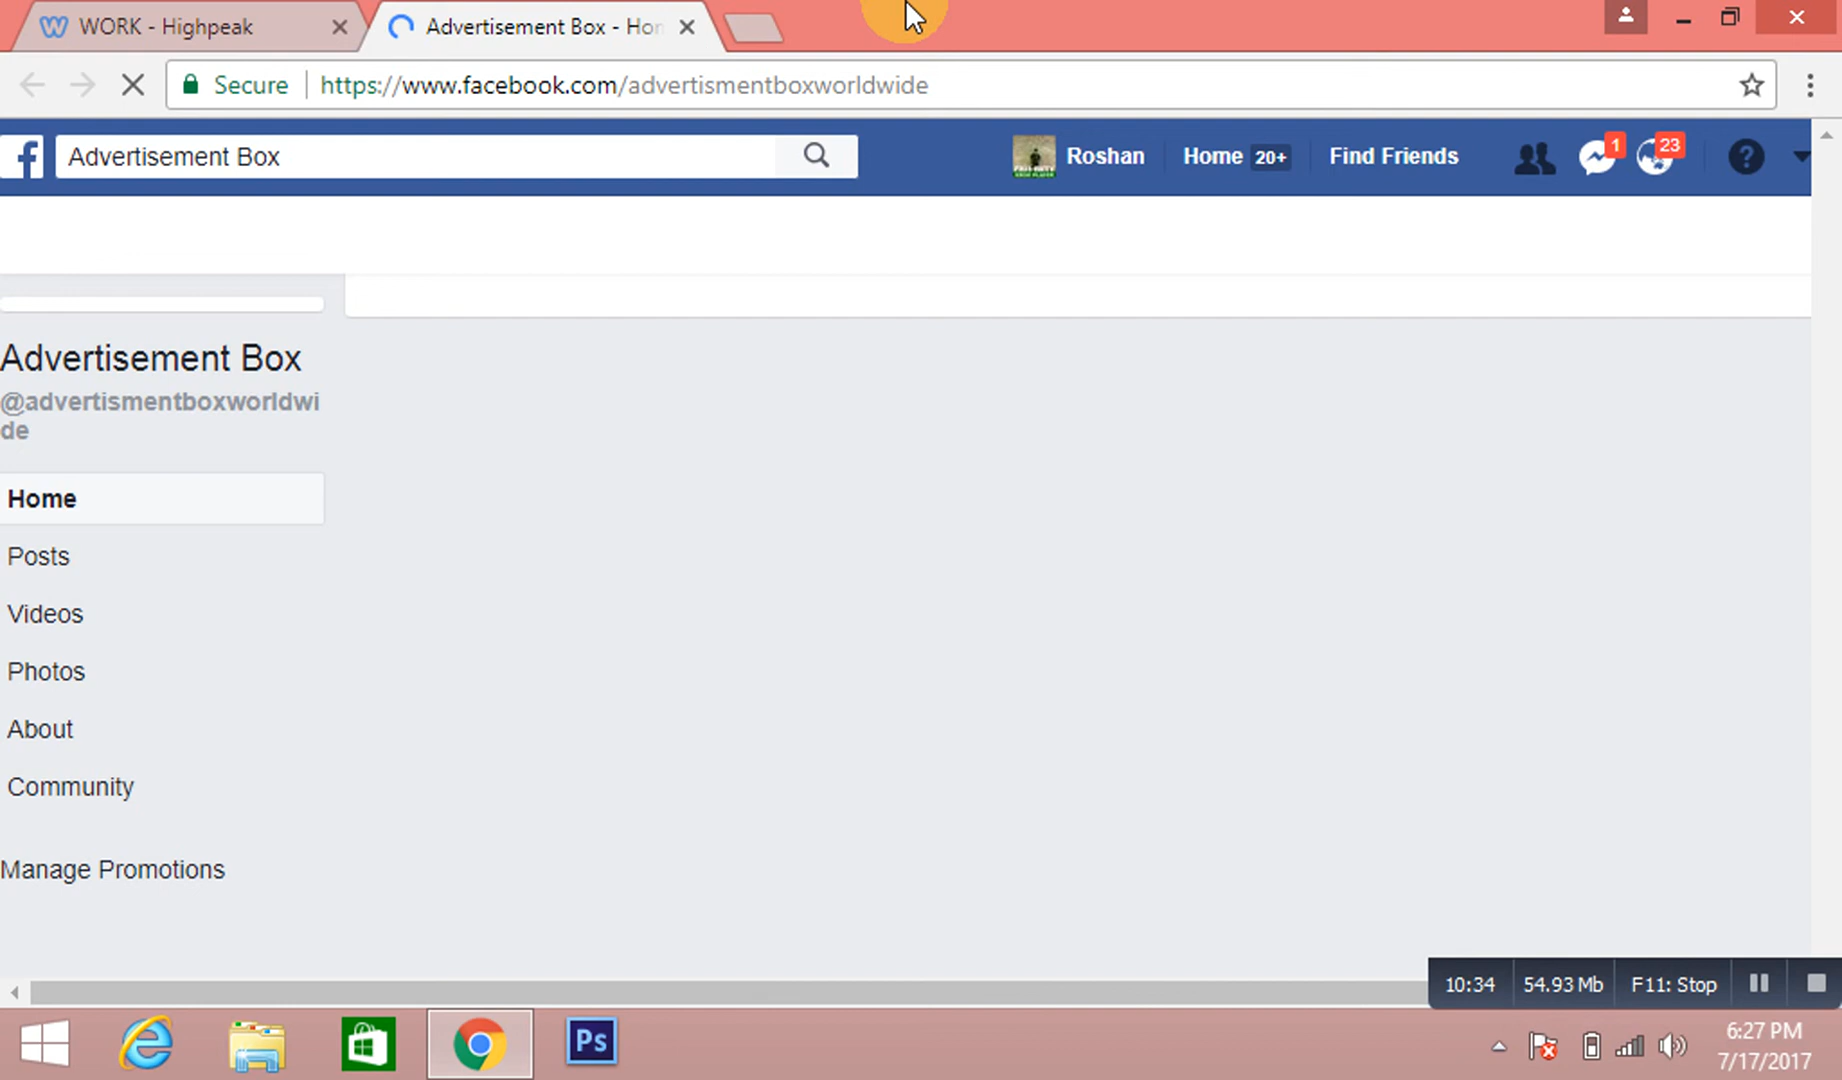 WORK - Highpeak
Advertisement Box - Hon
Secure
https://www.facebook.com/advertismentboxworldwide
Advertisement Box
Roshan
Home 20+
Find Friends
1
23
?
Advertisement Box
@advertismentboxworldwi
de
Home
Posts
Videos
Photos
About
Community
Manage Promotions
10:34
54.93 Mb
F11: Stop
Ps
6:27 PM
7/17/2017